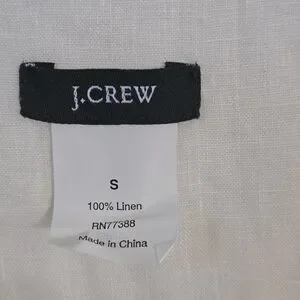 J.CREW
S
100% Linen
RN77388
Made in China